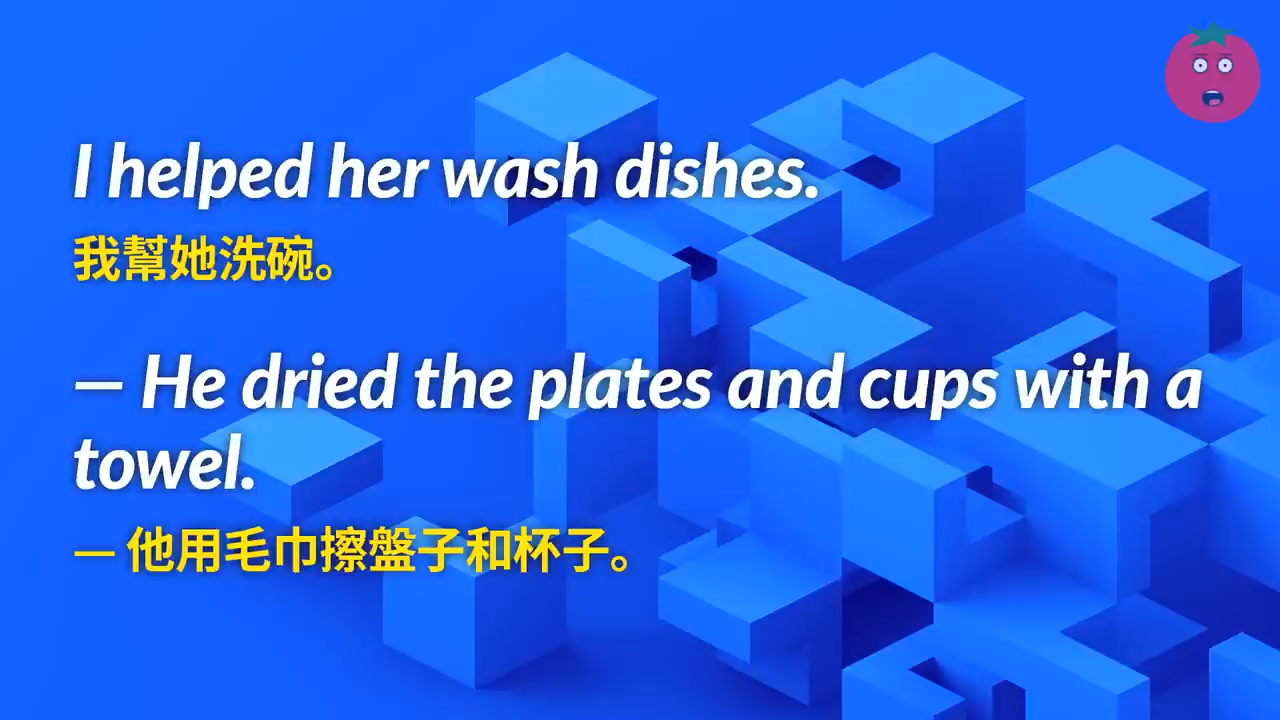 I helped her wash dishes.
我幫她洗碗。
— He dried the plates and cups with a
towel.
— 他用毛巾擦盤子和杯子。